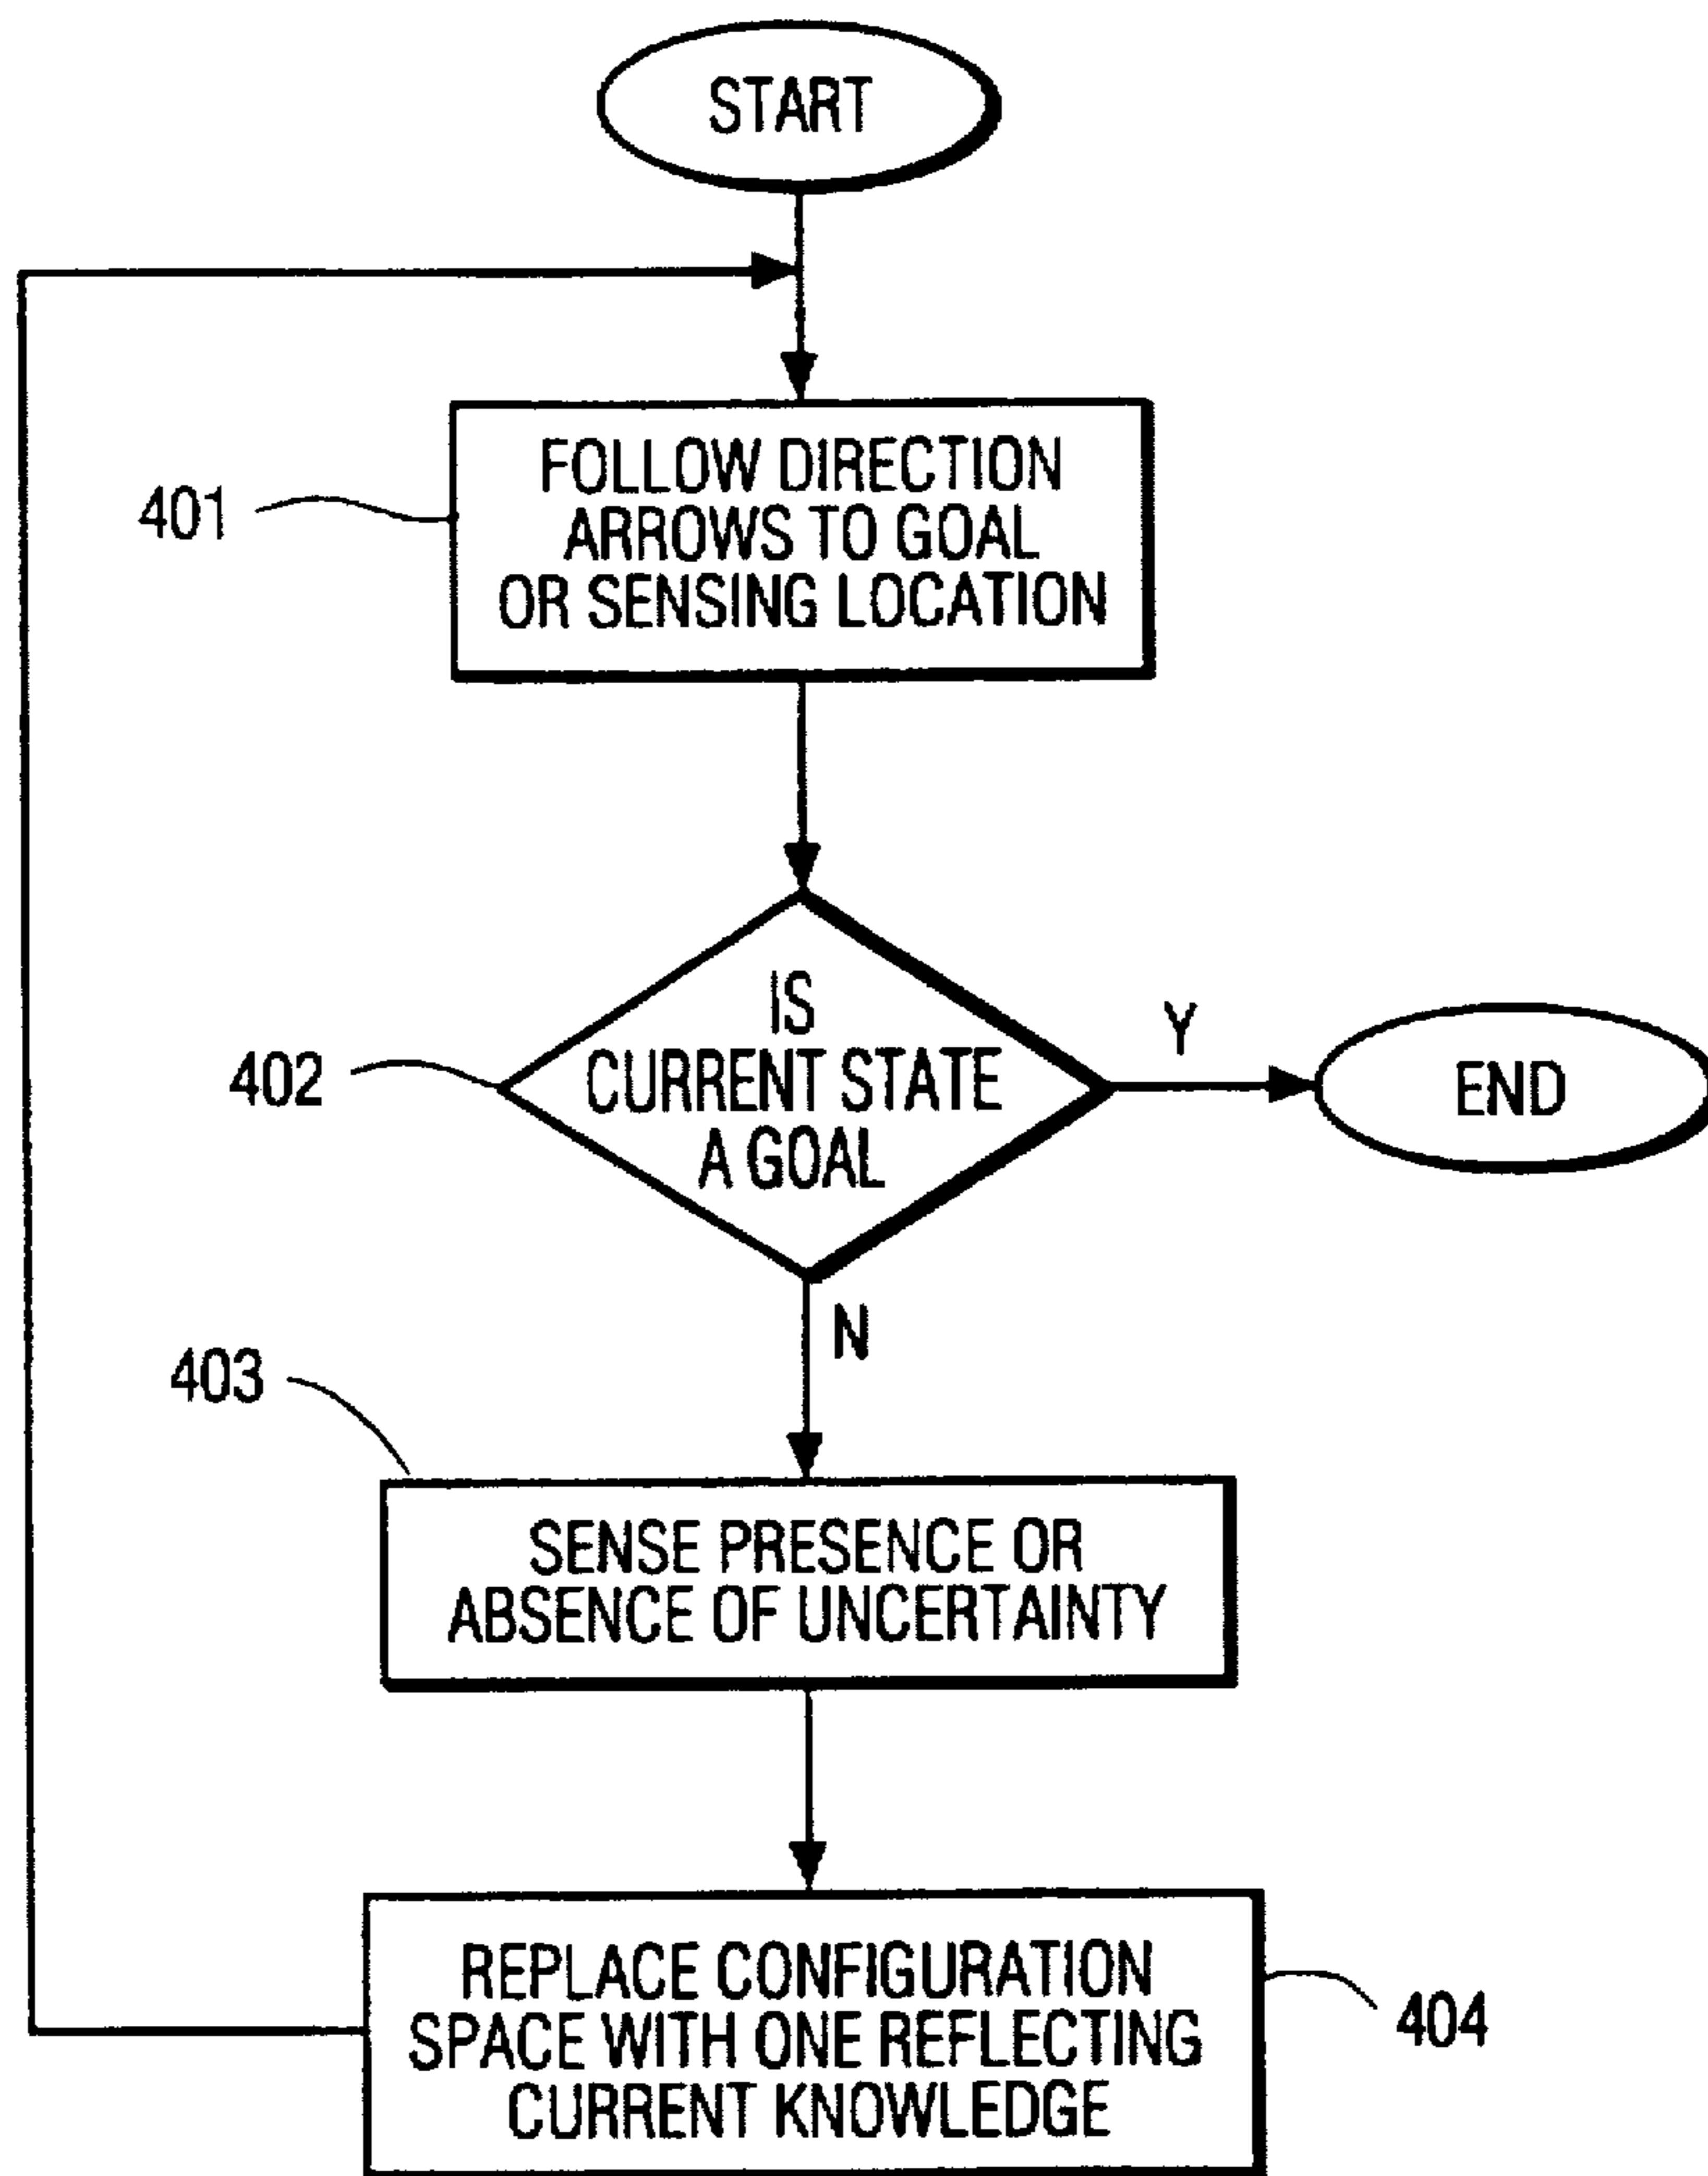 START
FOLLOW DIRECTION
ARROWS TO GOAL
OR SENSING LOCATION
401
IS
CURRENT STATE
A GOAL
402
Y
END
N
403
SENSE PRESENCE OR
ABSENCE OF UNCERTAINTY
REPLACE CONFIGURATION
SPACE WITH ONE REFLECTING
CURRENT KNOWLEDGE
404